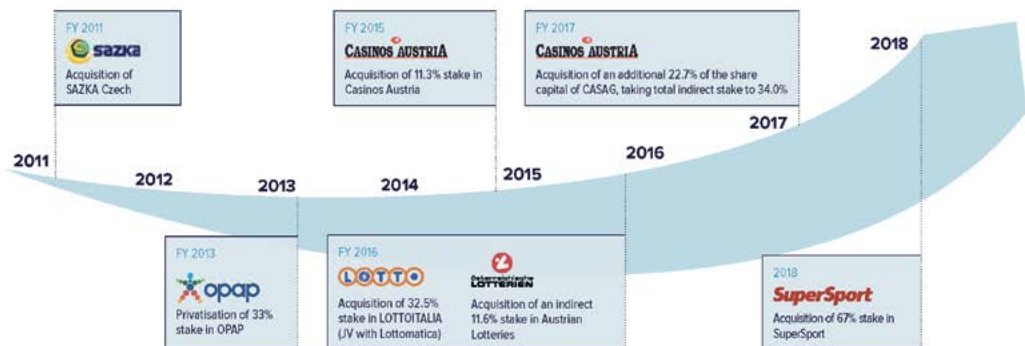 FY 2011
sazka
Acquisition of
SAZKA Czech
FY 2015
CASINOS AUSTRIA
Acquisition of 11.3% stake in
Casinos Austria
FY 2017
CASINOS AUSTRIA
Acquisition of an additional 22.7% of the share
capital of CASAG, taking total indirect stake to 34.0%
2011
2012
2013
2014
2015
2016
2017
2018
FY 2013
opap
Privatisation of 33%
stake in OPAP
FY 2016
LOTTO
Acquisition of 32.5%
stake in LOTTOITALIA
(JV with Lottomatica)
österreichische
LOTTERIEN
Acquisition of an indirect
11.6% stake in Austrian
Lotteries
2018
SuperSport
Acquisition of 67% stake in
SuperSport